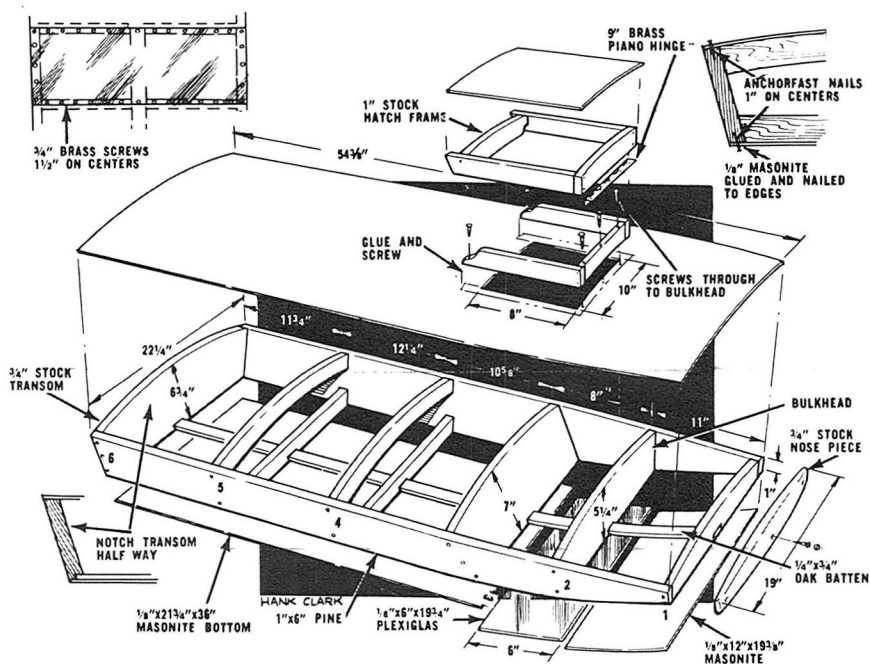 ¾" BRASS SCREWS
1½" ON CENTERS
9" BRASS
PIANO HINGE
1" STOCK
HATCH FRAME
ANCHORFAST NAILS
1" ON CENTERS
⅛" MASONITE
GLUED AND NAILED
TO EDGES
54⅜"
GLUE AND
SCREW
SCREWS THROUGH
TO BULKHEAD
10"
8"
11¾"
12¼"
10⅝"
8"
11"
22¼"
¾" STOCK
TRANSOM
6¾"
BULKHEAD
¾" STOCK
NOSE PIECE
7"
5¼"
1"
19"
6
5
4
3
2
1
NOTCH TRANSOM
HALF WAY
¼"x¾"
OAK BATTEN
HANK CLARK
⅛"x21¾"x36"
MASONITE BOTTOM
1"x6" PINE
⅛"x6"x19¾"
PLEXIGLAS
6"
⅛"x12"x19⅜"
MASONITE